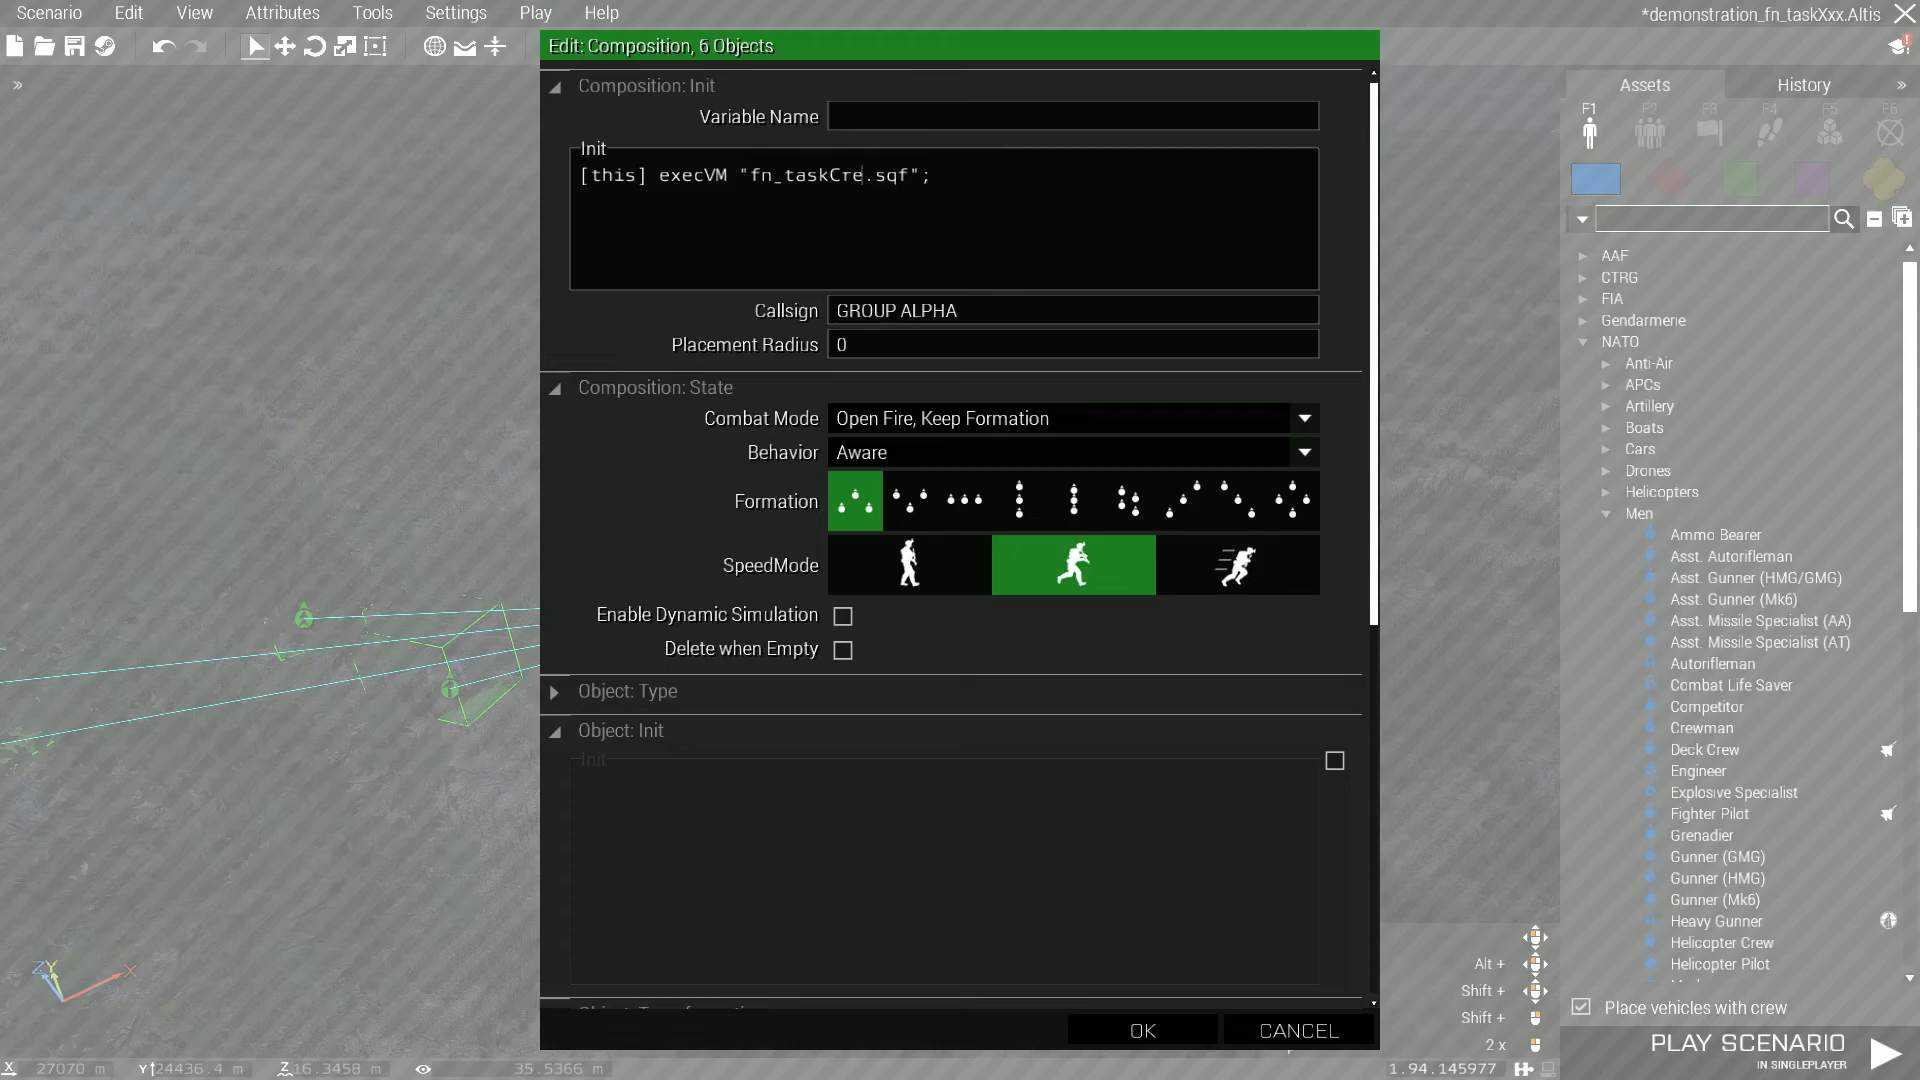 Scenario Edit View Attributes Tools Settings Play Help
*demonstration_fn_taskXxx.Altis
Edit: Composition, 6 Objects
Composition: Init
Variable Name
Init
[this] execVM "fn_taskCre.sqf";
Callsign GROUP ALPHA
Placement Radius 0
Composition: State
Combat Mode Open Fire, Keep Formation
Behavior Aware
Formation
SpeedMode
Enable Dynamic Simulation
Delete when Empty
Object: Type
Object: Init
Init
OK CANCEL
Assets History
F1 F2 F3 F4 F5 F6
AAF
CTRG
FIA
Gendarmerie
NATO
Anti-Air
APCs
Artillery
Boats
Cars
Drones
Helicopters
Men
Ammo Bearer
Asst. Autorifleman
Asst. Gunner (HMG/GMG)
Asst. Gunner (Mk6)
Asst. Missile Specialist (AA)
Asst. Missile Specialist (AT)
Autorifleman
Combat Life Saver
Competitor
Crewman
Deck Crew
Engineer
Explosive Specialist
Fighter Pilot
Grenadier
Gunner (GMG)
Gunner (HMG)
Gunner (Mk6)
Heavy Gunner
Helicopter Crew
Helicopter Pilot
Alt +
Shift +
Shift +
2 x
Place vehicles with crew
PLAY SCENARIO
IN SINGLEPLAYER
X 27070 m Y 24436.4 m Z 16.3458 m 35.5366 m 1.94.145977
Z Y X